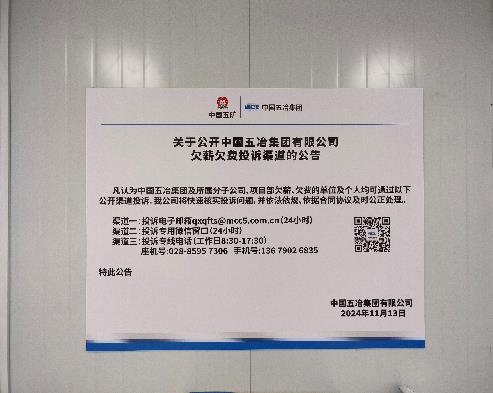 中国五矿 MCC5 中国五冶集团
关于公开中国五冶集团有限公司
欠薪欠费投诉渠道的公告
凡认为中国五冶集团及所属分子公司、项目部欠薪、欠费的单位及个人均可通过以下
公开渠道投诉。我公司将快速核实投诉问题，并依法依规、依据合同协议及时公正处理。
渠道一：投诉电子邮箱qxqfts@mcc5.com.cn(24小时)
渠道二：投诉专用微信窗口(24小时)
渠道三：投诉专线电话(工作日8:30-17:30)
座机号:028-8595 7306 手机号:136 7902 6835
特此公告
中国五冶集团有限公司
2024年11月13日